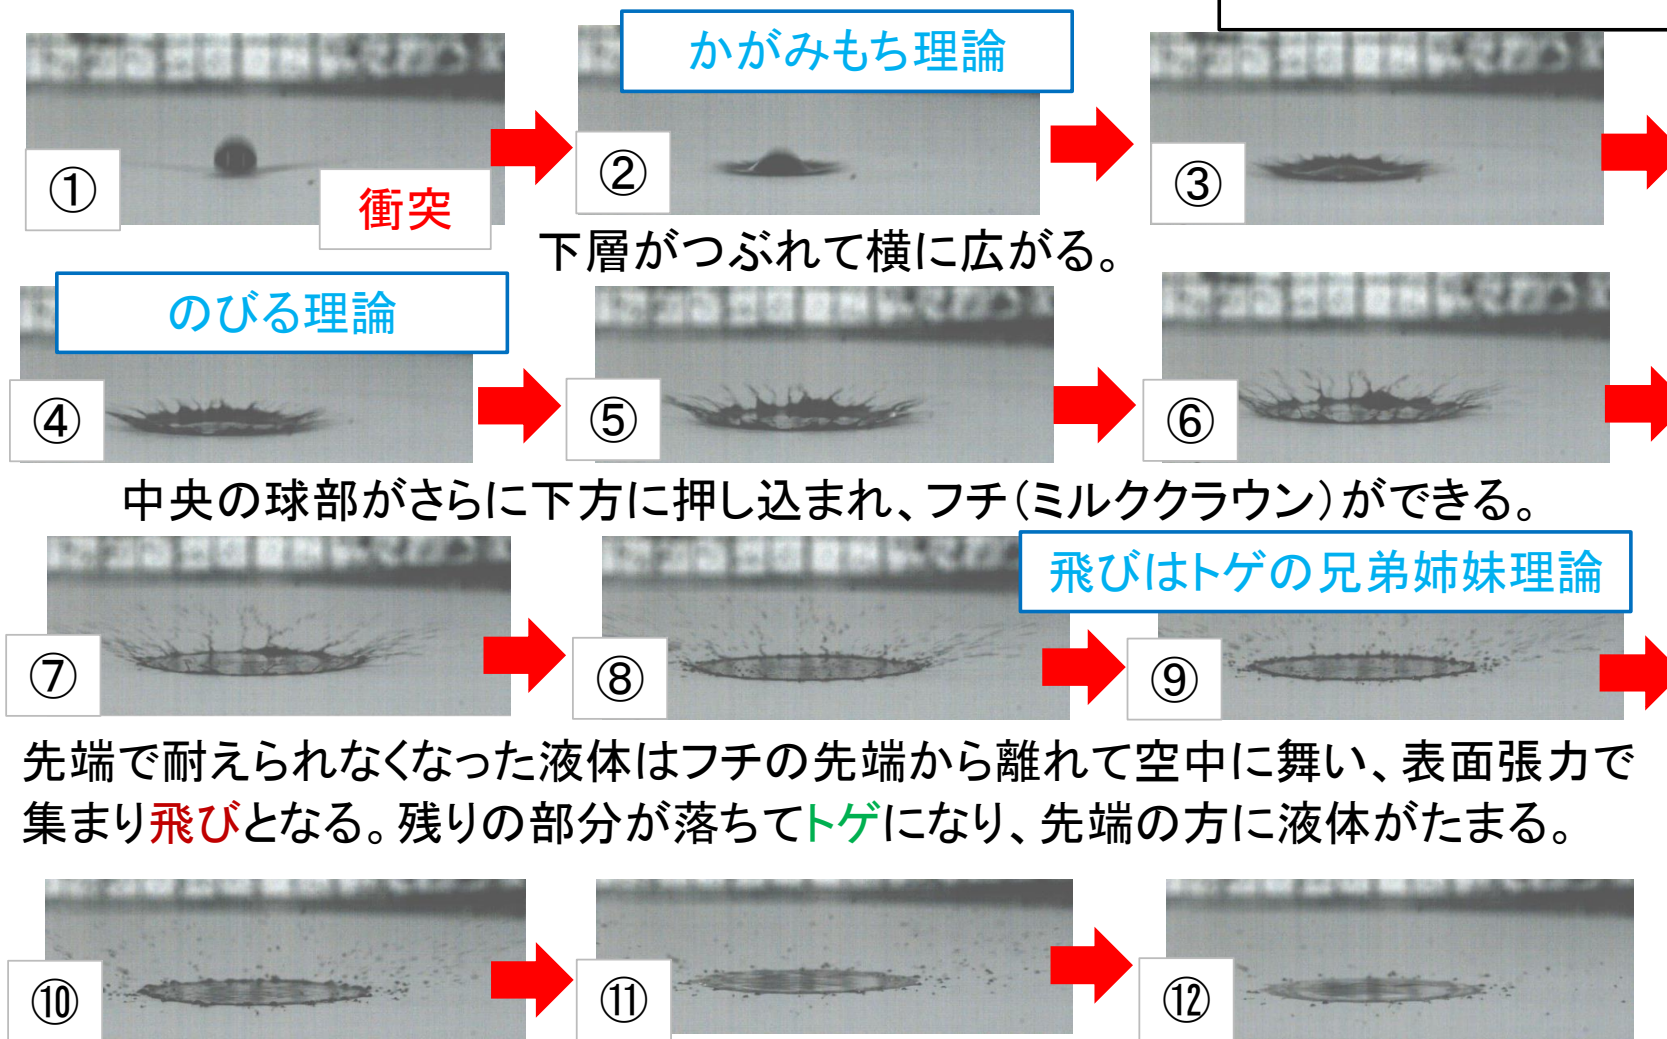 かがみもち理論
①
衝突
②
③
下層がつぶれて横に広がる。
のびる理論
④
⑤
⑥
中央の球部がさらに下方に押し込まれ、フチ(ミルククラウン)ができる。
飛びはトゲの兄弟姉妹理論
⑦
⑧
⑨
先端で耐えられなくなった液体はフチの先端から離れて空中に舞い、表面張力で
集まり飛びとなる。残りの部分が落ちてトゲになり、先端の方に液体がたまる。
⑩
⑪
⑫